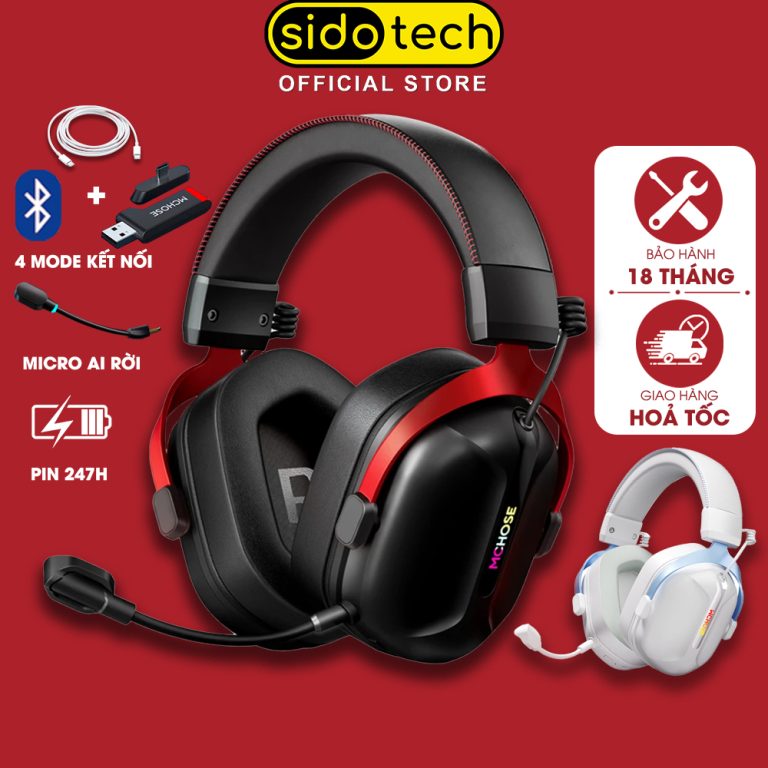 sidotech
OFFICIAL STORE
MCHOSE
4 MODE KẾT NỐI
MICRO AI RỜI
PIN 247H
BẢO HÀNH
18 THÁNG
GIAO HÀNG
HOẢ TỐC
R
MCHOSE
MCHOSE